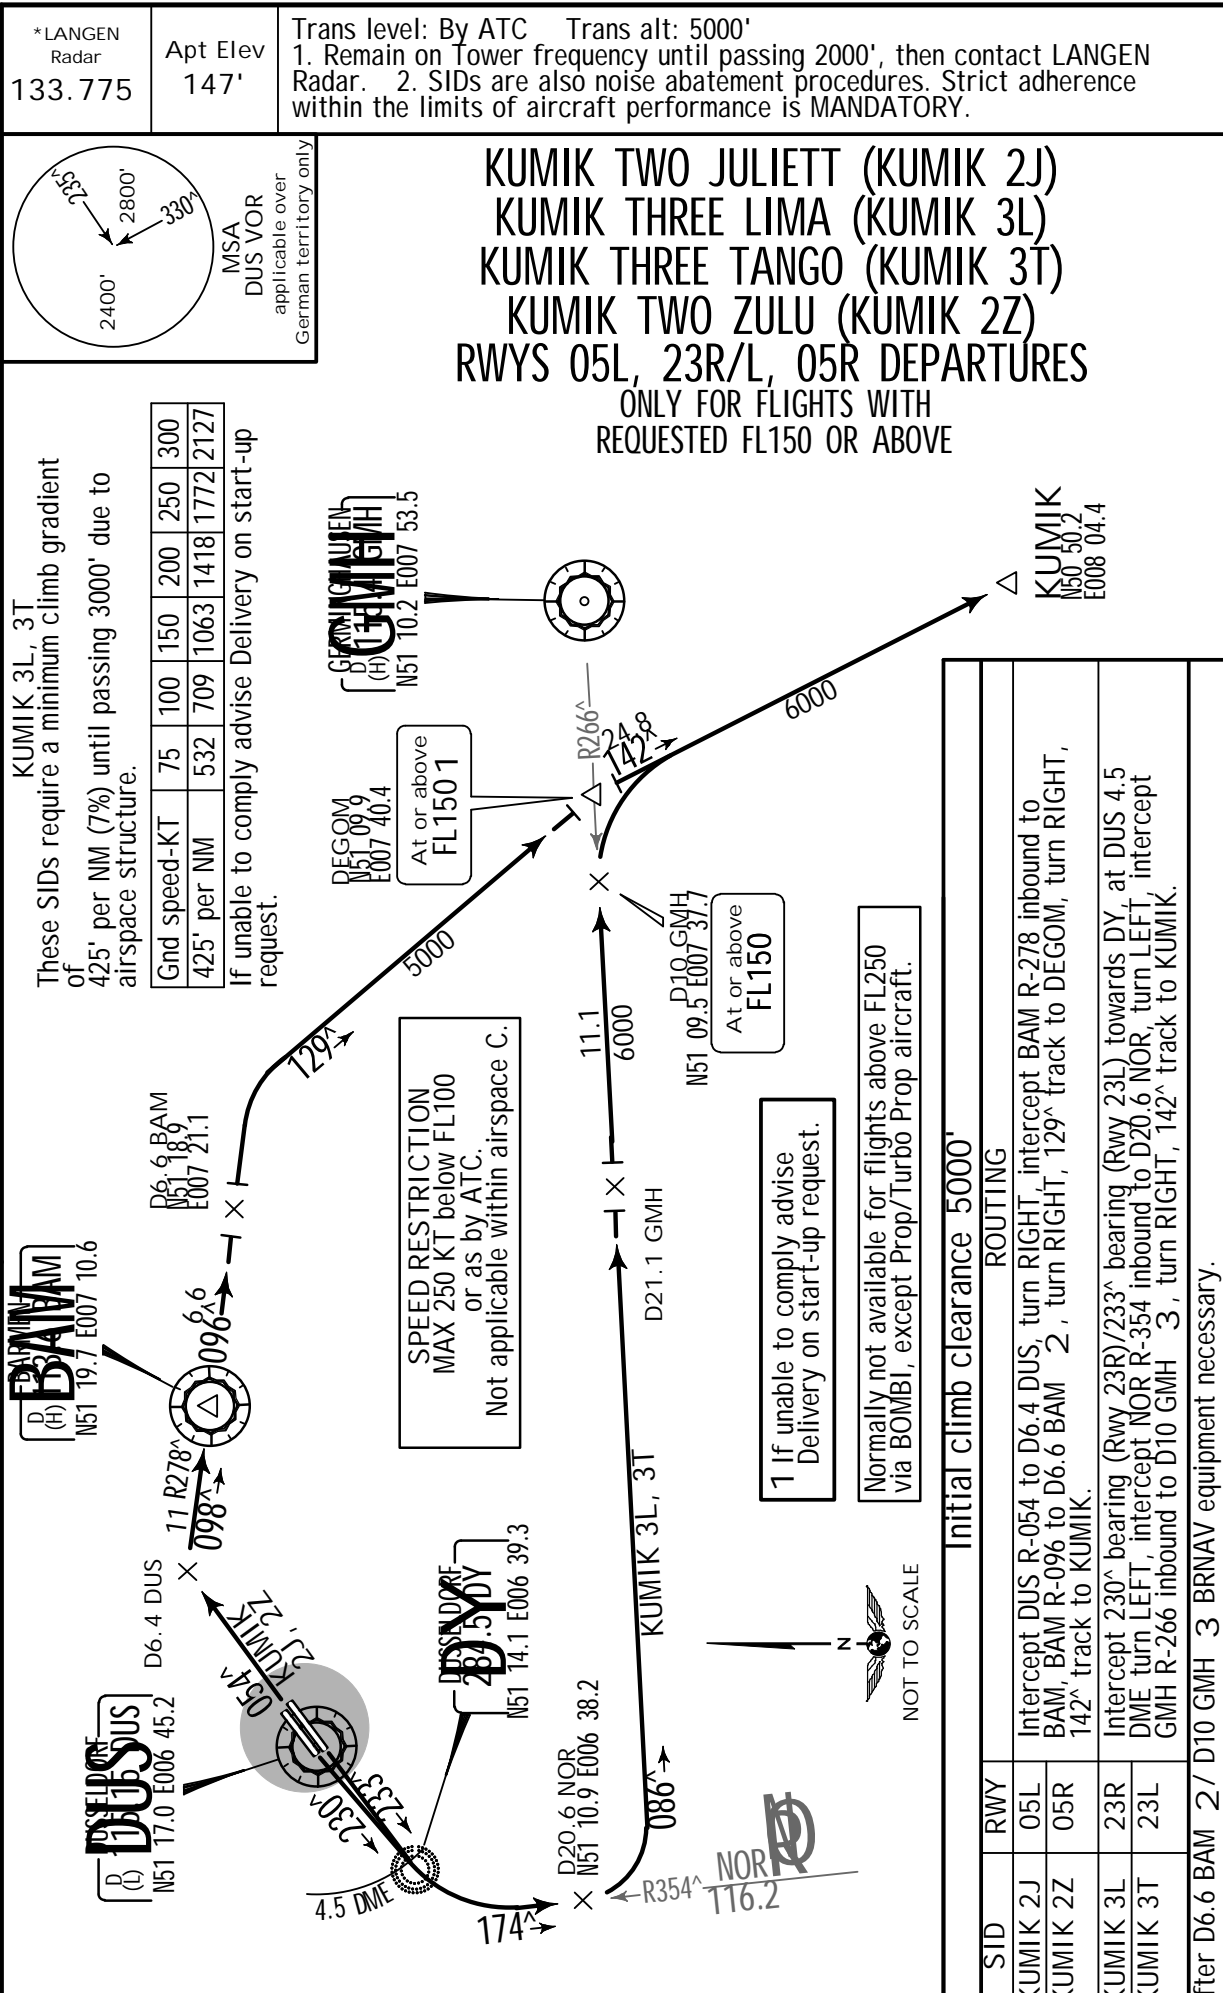 *LANGEN
Radar
133.775
Apt Elev
147'
Trans level: By ATC Trans alt: 5000'
1. Remain on Tower frequency until passing 2000', then contact LANGEN
Radar. 2. SIDs are also noise abatement procedures. Strict adherence
within the limits of aircraft performance is MANDATORY.
235^
2800'
330^
2400'
MSA
DUS VOR
applicable over
German territory only
KUMIK TWO JULIETT (KUMIK 2J)
KUMIK THREE LIMA (KUMIK 3L)
KUMIK THREE TANGO (KUMIK 3T)
KUMIK TWO ZULU (KUMIK 2Z)
RWYS 05L, 23R/L, 05R DEPARTURES
ONLY FOR FLIGHTS WITH
REQUESTED FL150 OR ABOVE
KUMIK 3L, 3T
These SIDs require a minimum climb gradient
of
425' per NM (7%) until passing 3000' due to
airspace structure.
Gnd speed-KT 75 100 150 200 250 300
425' per NM 532 709 1063 1418 1772 2127
If unable to comply advise Delivery on start-up
request.
GERMINGHAUSEN
D
(H)
GMH
GMH
N51 10.2 E007 53.5
KUMIK
N50 50.2
E008 04.4
6000
R266^
24.8
142^
DEGOM
N51 09.9
E007 40.4
At or above
FL150 1
5000
129^
D10 GMH
N51 09.5 E007 37.7
At or above
FL150
11.1
6000
D6.6 BAM
N51 18.9
E007 21.1
SPEED RESTRICTION
MAX 250 KT below FL100
or as by ATC.
Not applicable within airspace C.
D21.1 GMH
1 If unable to comply advise
Delivery on start-up request.
Normally not available for flights above FL250
via BOMBI, except Prop/Turbo Prop aircraft.
BARMEN
D
(H)
BAM
BAM
N51 19.7 E007 10.6
6.6
096^
11 R278^
098^
D6.4 DUS
KUMIK
2J, 2Z
054^
DUSSELDORF
D
(L)
DUS
DUS
N51 17.0 E006 45.2
230^
233^
DUSSELDORF
284.5 DY
DY
N51 14.1 E006 39.3
4.5 DME
174^
D20.6 NOR
N51 10.9 E006 38.2
086^
KUMIK 3L, 3T
R354^
NOR
116.2
N
NOT TO SCALE
Initial climb clearance 5000'
SID RWY ROUTING
KUMIK 2J 05L
KUMIK 2Z 05R
Intercept DUS R-054 to D6.4 DUS, turn RIGHT, intercept BAM R-278 inbound to
BAM, BAM R-096 to D6.6 BAM 2, turn RIGHT, 129^ track to DEGOM, turn RIGHT,
142^ track to KUMIK.
KUMIK 3L 23R
KUMIK 3T 23L
Intercept 230^ bearing (Rwy 23R)/233^ bearing (Rwy 23L) towards DY, at DUS 4.5
DME turn LEFT, intercept NOR R-354 inbound to D20.6 NOR, turn LEFT, intercept
GMH R-266 inbound to D10 GMH 3, turn RIGHT, 142^ track to KUMIK.
fter D6.6 BAM 2/ D10 GMH 3 BRNAV equipment necessary.